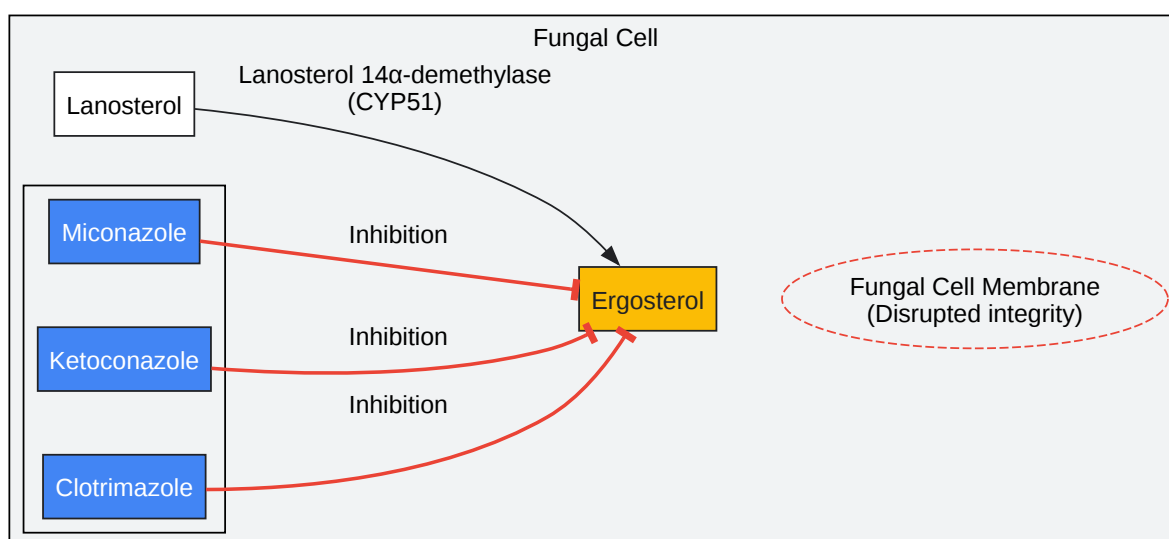 Fungal Cell
Lanosterol 14α-demethylase
(CYP51)
Lanosterol
Miconazole
Inhibition
Ergosterol
Fungal Cell Membrane
(Disrupted integrity)
Ketoconazole
Inhibition
Inhibition
Clotrimazole